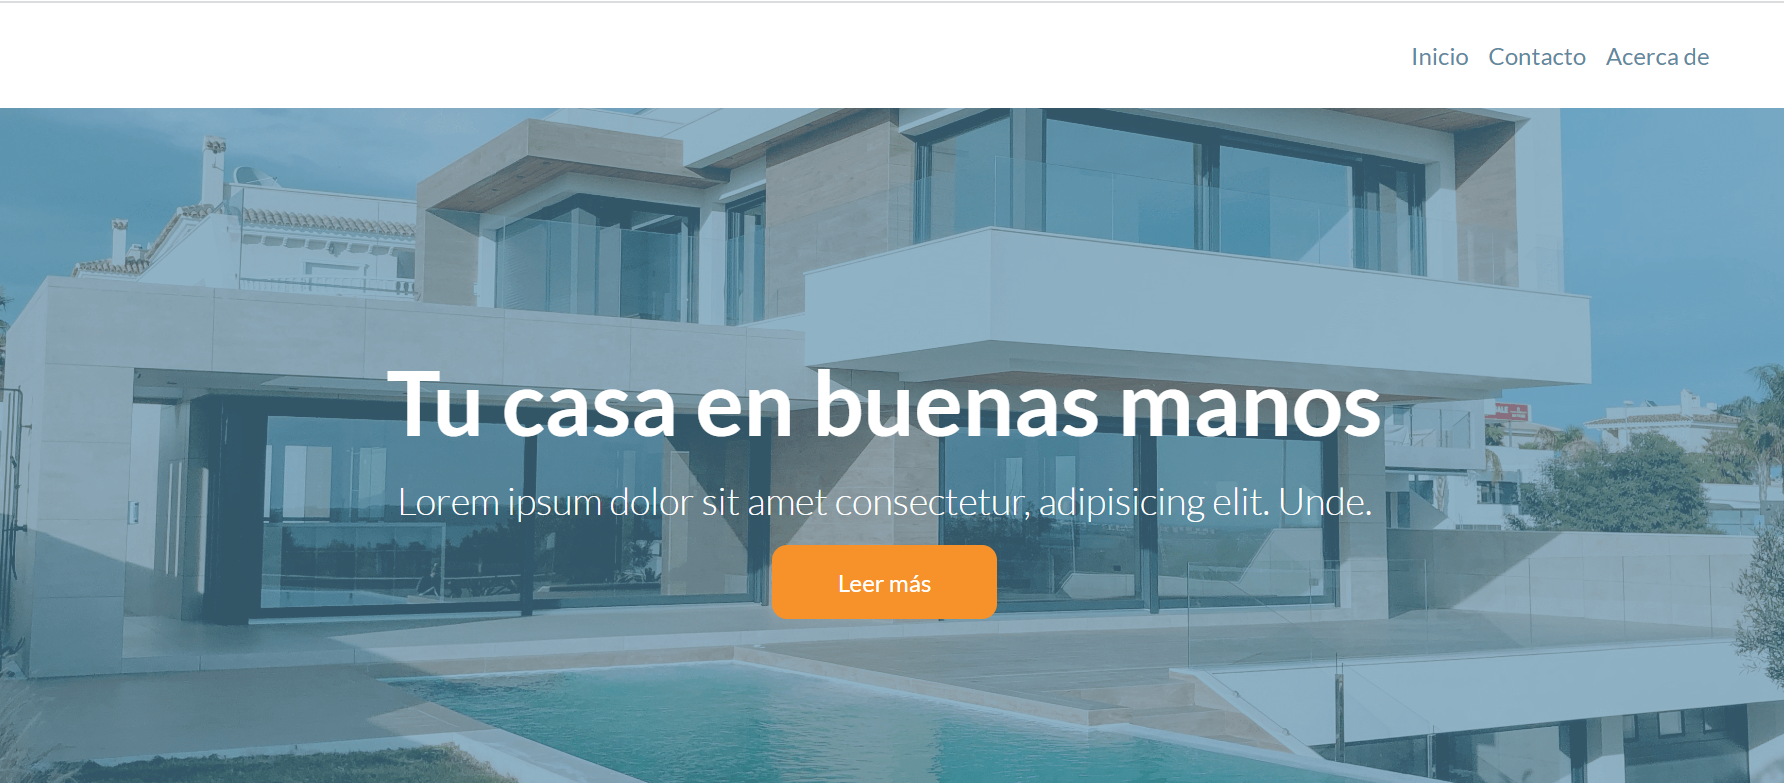 Inicio Contacto Acerca de
Tu casa en buenas manos
Lorem ipsum dolor sit amet consectetur, adipisicing elit. Unde.
Leer más